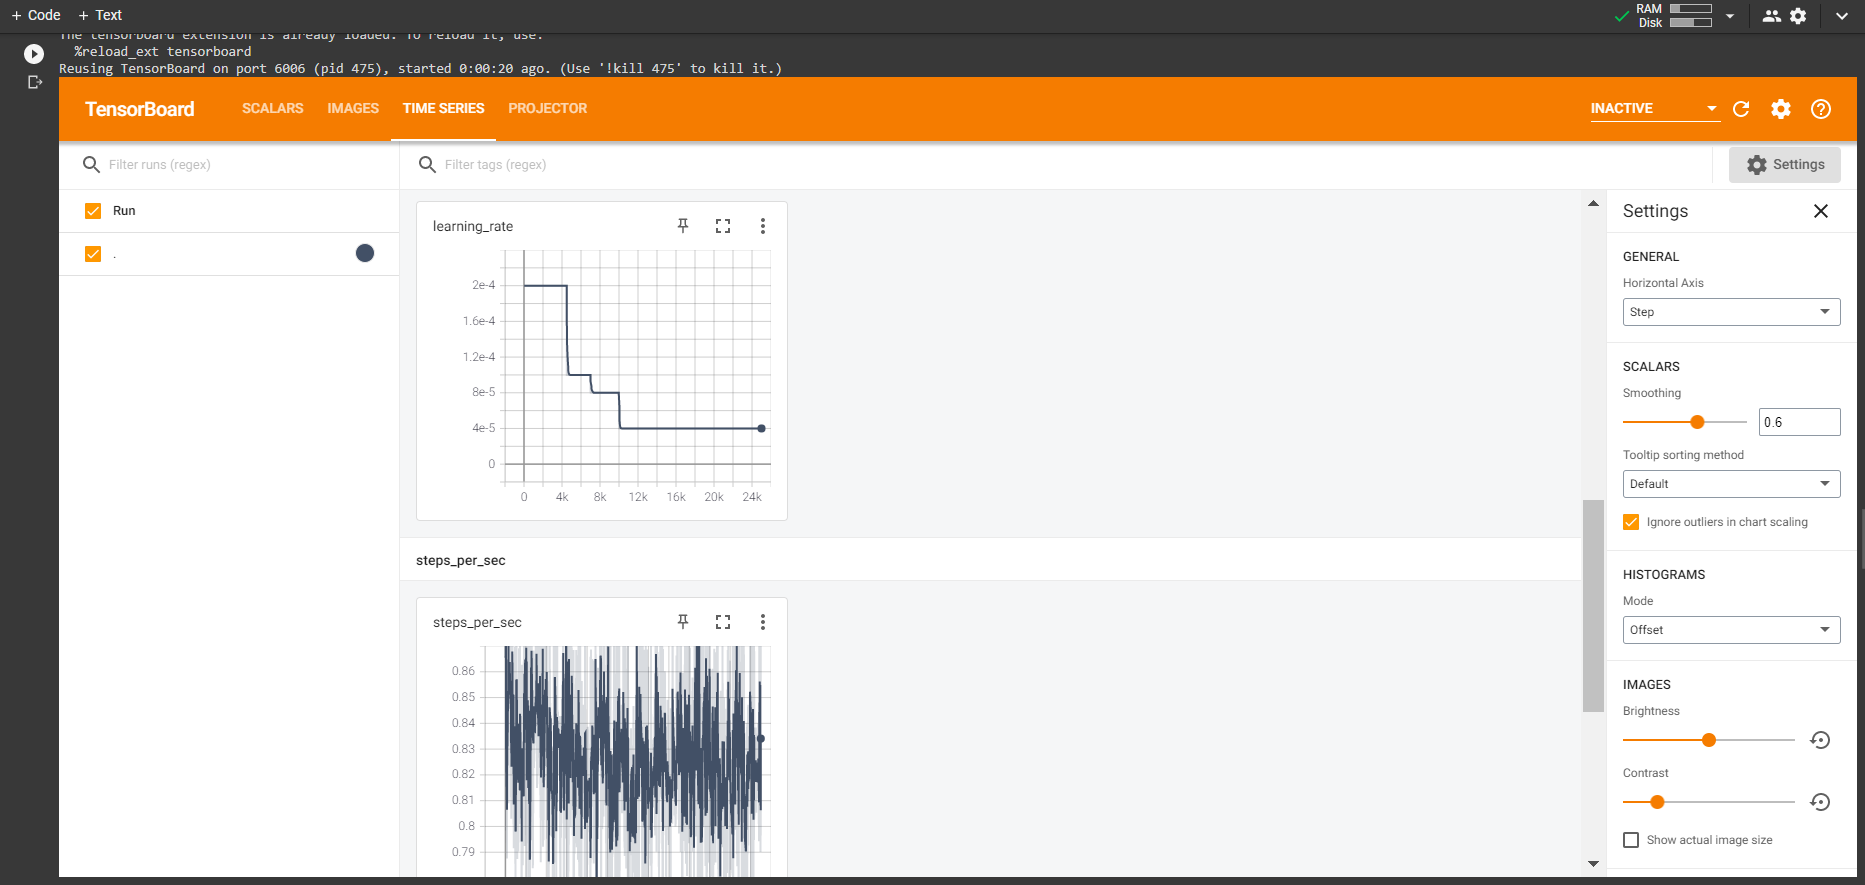 + Code + Text
RAM
Disk
The tensorboard extension is already loaded. To reload it, use:
%reload_ext tensorboard
Reusing TensorBoard on port 6006 (pid 475), started 0:00:20 ago. (Use '!kill 475' to kill it.)
TensorBoard SCALARS IMAGES TIME SERIES PROJECTOR INACTIVE
Filter runs (regex)
Filter tags (regex)
Settings
Run
.
learning_rate
2e-4
1.6e-4
1.2e-4
8e-5
4e-5
0
0 4k 8k 12k 16k 20k 24k
steps_per_sec
steps_per_sec
0.86
0.85
0.84
0.83
0.82
0.81
0.8
0.79
Settings
GENERAL
Horizontal Axis
Step
SCALARS
Smoothing
0.6
Tooltip sorting method
Default
Ignore outliers in chart scaling
HISTOGRAMS
Mode
Offset
IMAGES
Brightness
Contrast
Show actual image size